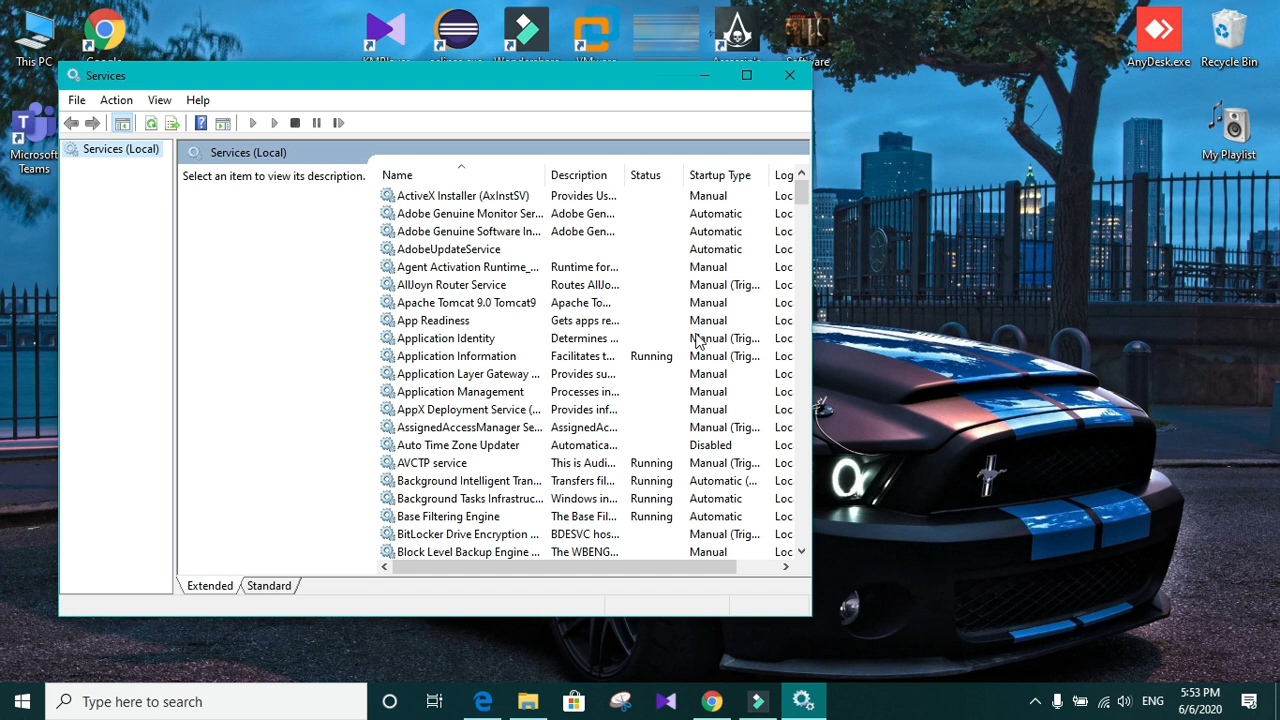 This PC
Google
KMPlayer
eclipse.exe
Wondershare
VMware
Software
AnyDesk.exe
Recycle Bin
Microsoft
Teams
My Playlist
Services
File Action View Help
Services (Local)
Services (Local)
Select an item to view its description.
Name Description Status Startup Type Log
ActiveX Installer (AxInstSV) Provides Us... Manual Loc
Adobe Genuine Monitor Ser... Adobe Gen... Automatic Loc
Adobe Genuine Software In... Adobe Gen... Automatic Loc
AdobeUpdateService Automatic Loc
Agent Activation Runtime_... Runtime for... Manual Loc
AllJoyn Router Service Routes AllJo... Manual (Trig... Loc
Apache Tomcat 9.0 Tomcat9 Apache To... Manual Loc
App Readiness Gets apps re... Manual Loc
Application Identity Determines ... Manual (Trig... Loc
Application Information Facilitates t... Running Manual (Trig... Loc
Application Layer Gateway ... Provides su... Manual Loc
Application Management Processes in... Manual Loc
AppX Deployment Service (... Provides inf... Manual Loc
AssignedAccessManager Se... AssignedAc... Manual (Trig... Loc
Auto Time Zone Updater Automatica... Disabled Loc
AVCTP service This is Audi... Running Manual (Trig... Loc
Background Intelligent Tran... Transfers fil... Running Automatic (... Loc
Background Tasks Infrastruc... Windows in... Running Automatic Loc
Base Filtering Engine The Base Fil... Running Automatic Loc
BitLocker Drive Encryption ... BDESVC hos... Manual (Trig... Loc
Block Level Backup Engine ... The WBENG... Manual Loc
Extended Standard
Type here to search
ENG
5:53 PM
6/6/2020